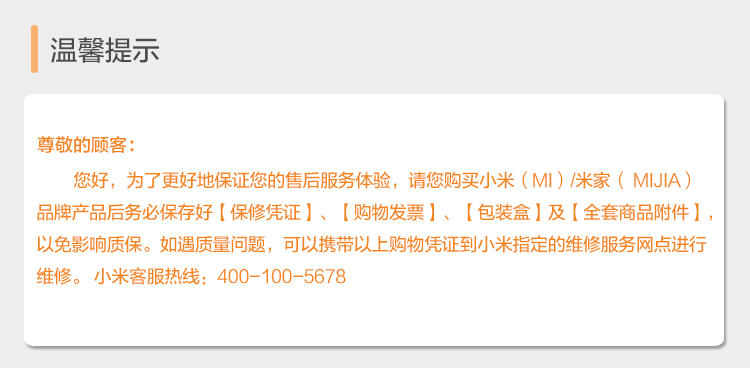 温馨提示
尊敬的顾客：
您好，为了更好地保证您的售后服务体验，请您购买小米（MI）/米家（ MIJIA）
品牌产品后务必保存好【保修凭证】、【购物发票】、【包装盒】及【全套商品附件】，
以免影响质保。如遇质量问题，可以携带以上购物凭证到小米指定的维修服务网点进行
维修。 小米客服热线：400-100-5678